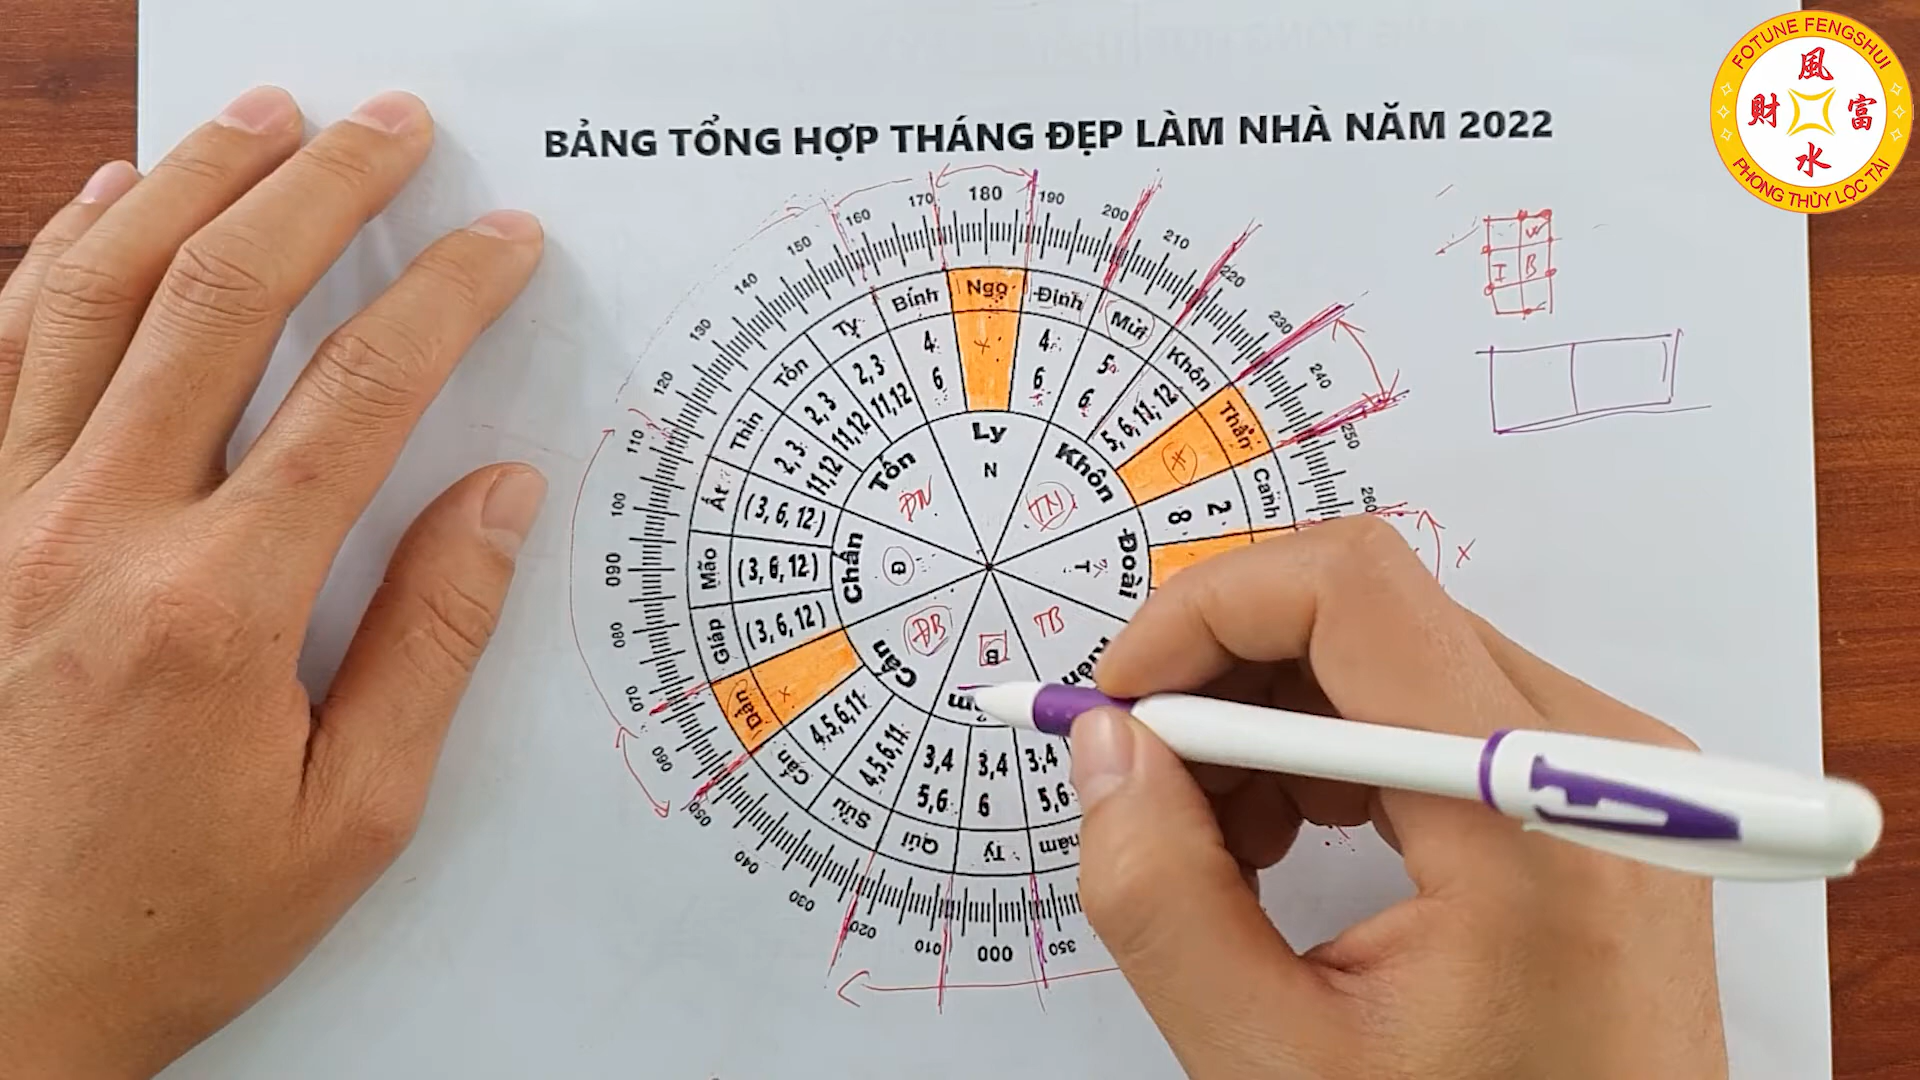 BẢNG TỔNG HỢP THÁNG ĐẸP LÀM NHÀ NĂM 2022
FOTUNE FENGSHUI
風
財 富
水
PHONG THỦY LỘC TÀI
180
190
200
210
220
230
240
250
260
170
160
150
140
130
120
110
100
090
080
070
060
050
040
030
020
010
000
350
Ngọ
Bính
4
6
Tỵ
2, 3
11,12
Tốn
2, 3
11,12
Thìn
2, 3
11,12
Ất
(3, 6, 12)
Mão
(3, 6, 12)
Giáp
(3, 6, 12)
Dần
Cấn
4,5,6,11
Sửu
4,5,6,11
Quí
3,4
5,6
Tý
3,4
6
3,4
5,6
Đinh
4
6
Mùi
5
6
Khôn
5, 6, 11, 12
Thân
Canh
2
8
Ly
N
Khôn
TN
Đoài
T
TB
B
Cấn
ĐB
Chấn
Đ
Tốn
ĐN
W
I B